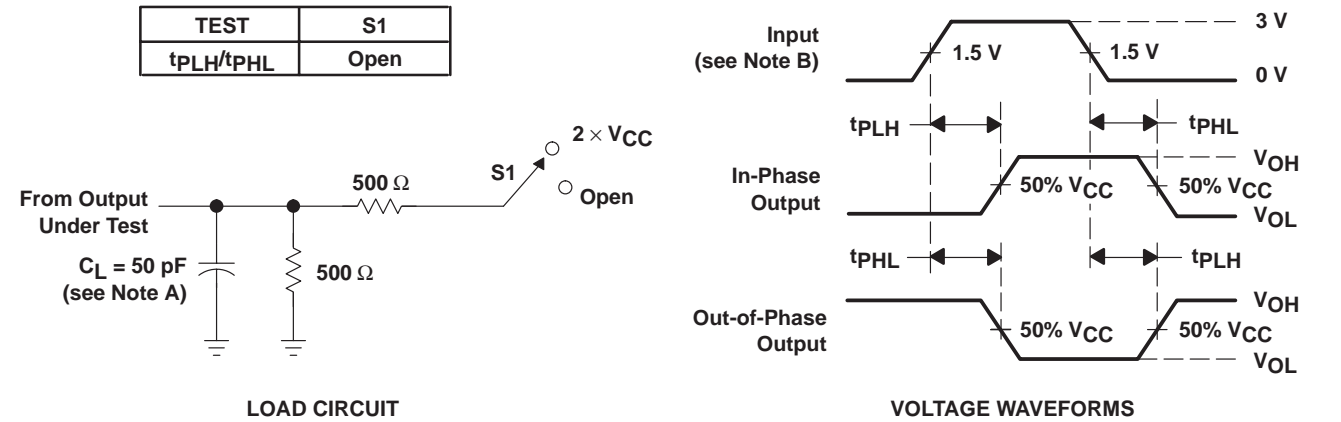 TEST S1
tPLH/tPHL Open
2 × VCC
S1
Open
500 Ω
From Output
Under Test
CL = 50 pF
(see Note A)
500 Ω
LOAD CIRCUIT
Input
(see Note B)
1.5 V
1.5 V
3 V
0 V
tPLH
tPHL
In-Phase
Output
50% VCC
50% VCC
VOH
VOL
tPHL
tPLH
Out-of-Phase
Output
50% VCC
50% VCC
VOH
VOL
VOLTAGE WAVEFORMS